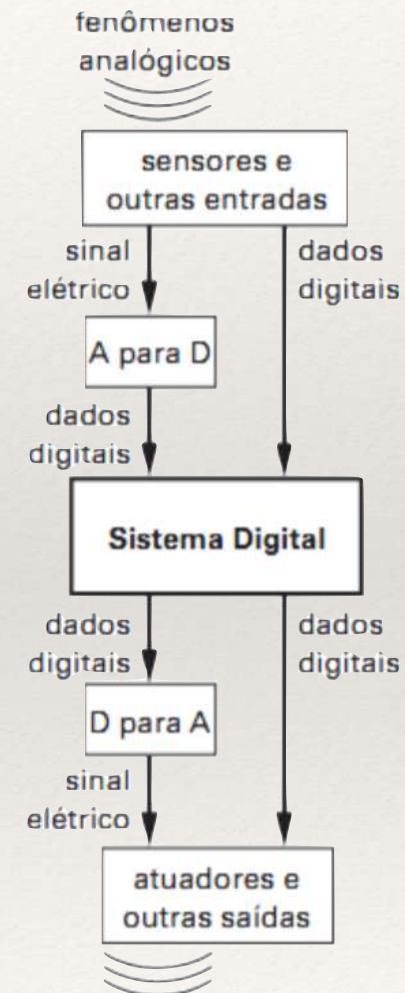 fenômenos
analógicos
sensores e
outras entradas
sinal
elétrico
dados
digitais
A para D
dados
digitais
Sistema Digital
dados
digitais
dados
digitais
D para A
sinal
elétrico
atuadores e
outras saídas